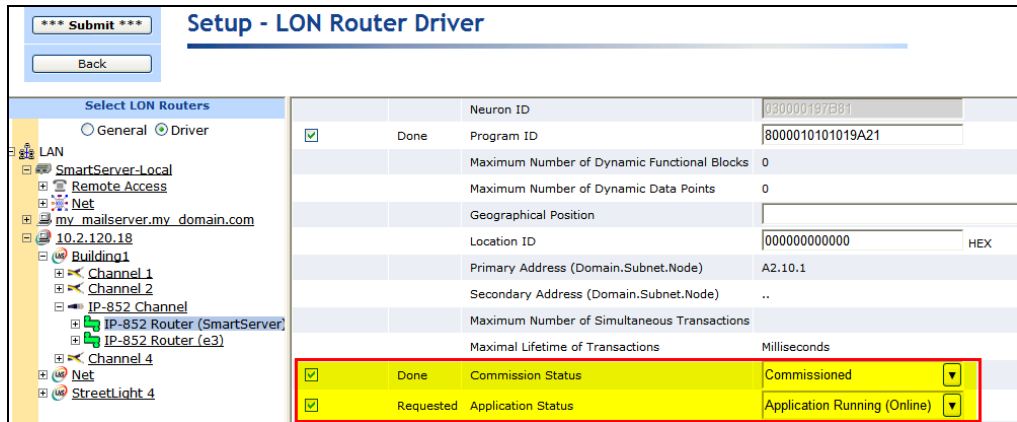 *** Submit ***
Setup - LON Router Driver
Back
Select LON Routers
General Driver
LAN
SmartServer-Local
Remote Access
Net
my_mailserver.my_domain.com
10.2.120.18
Building1
Channel 1
Channel 2
IP-852 Channel
IP-852 Router (SmartServer)
IP-852 Router (e3)
Channel 4
Net
StreetLight 4
Neuron ID 030000197B81
Done Program ID 8000010101019A21
Maximum Number of Dynamic Functional Blocks 0
Maximum Number of Dynamic Data Points 0
Geographical Position
Location ID 000000000000 HEX
Primary Address (Domain.Subnet.Node) A2.10.1
Secondary Address (Domain.Subnet.Node) ..
Maximum Number of Simultaneous Transactions
Maximal Lifetime of Transactions Milliseconds
Done Commission Status Commissioned
Requested Application Status Application Running (Online)